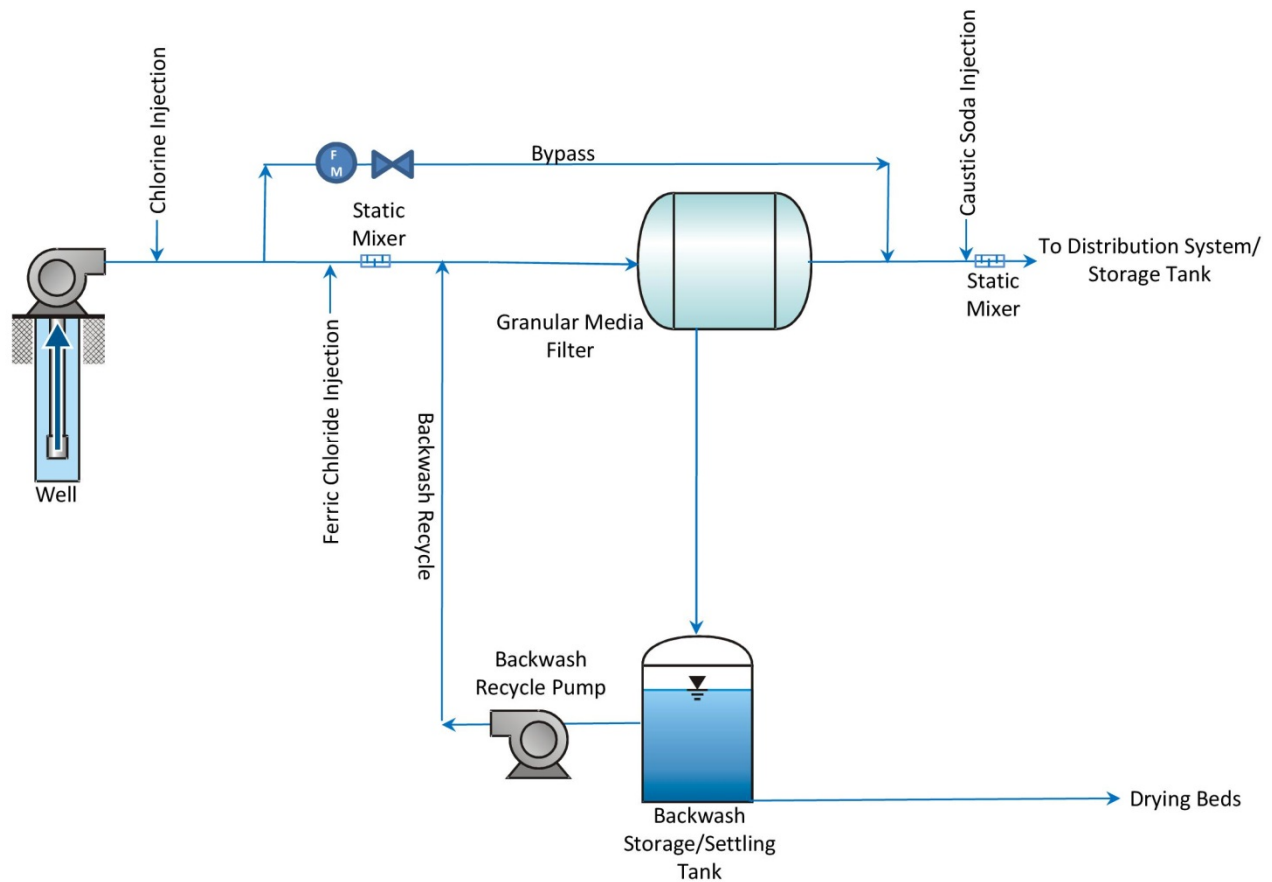 Chlorine Injection
F
M
Bypass
Caustic Soda Injection
Static
Mixer
To Distribution System/
Storage Tank
Static
Mixer
Granular Media
Filter
Ferric Chloride Injection
Backwash Recycle
Well
Backwash
Recycle Pump
Drying Beds
Backwash
Storage/Settling
Tank